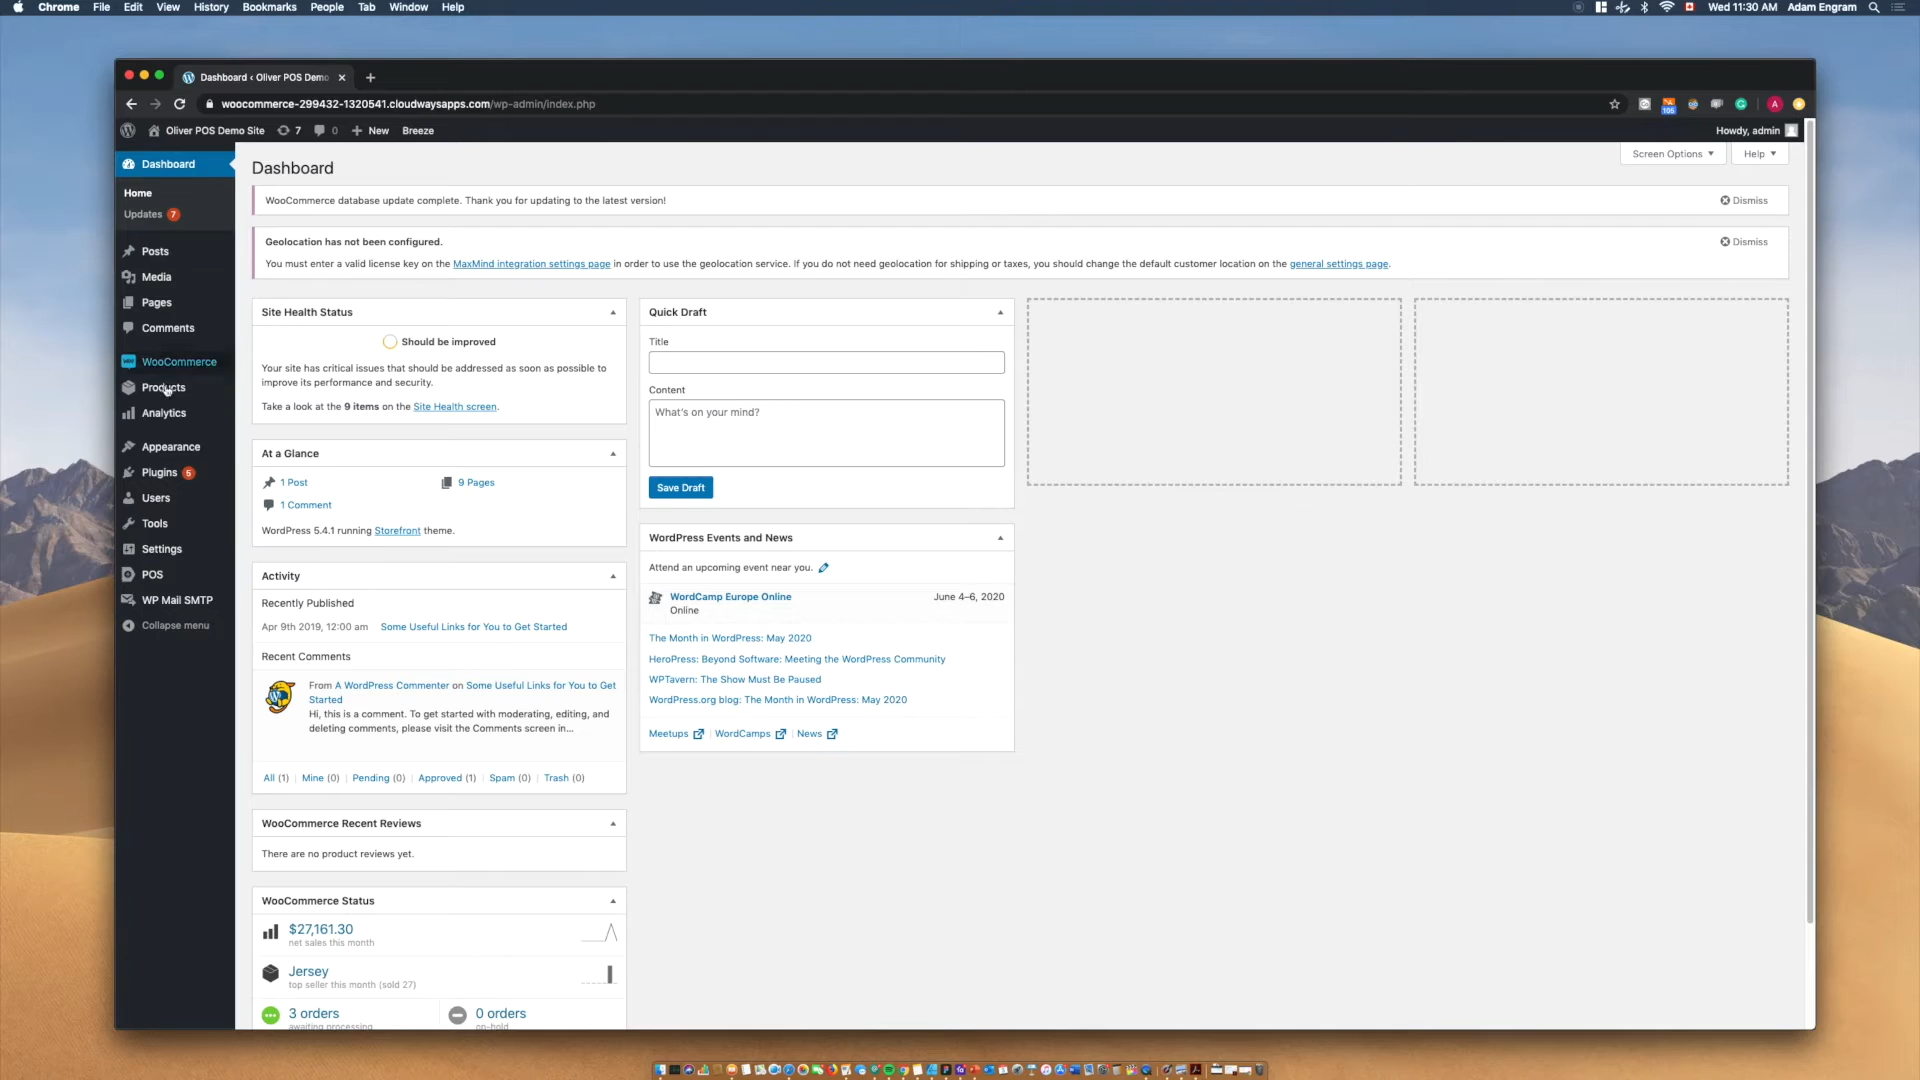 Chrome File Edit View History Bookmarks People Tab Window Help
Wed 11:30 AM Adam Engram
Dashboard ‹ Oliver POS Demo
woocommerce-299432-1320541.cloudwaysapps.com/wp-admin/index.php
105
A
Oliver POS Demo Site 7 0 New Breeze
Howdy, admin
Dashboard
Home
Updates 7
Posts
Media
Pages
Comments
WooCommerce
Products
Analytics
Appearance
Plugins 5
Users
Tools
Settings
POS
WP Mail SMTP
Collapse menu
Screen Options
Help
Dashboard
WooCommerce database update complete. Thank you for updating to the latest version!
Dismiss
Geolocation has not been configured.
Dismiss
You must enter a valid license key on the MaxMind integration settings page in order to use the geolocation service. If you do not need geolocation for shipping or taxes, you should change the default customer location on the general settings page.
Site Health Status
Should be improved
Your site has critical issues that should be addressed as soon as possible to
improve its performance and security.
Take a look at the 9 items on the Site Health screen.
At a Glance
1 Post
9 Pages
1 Comment
WordPress 5.4.1 running Storefront theme.
Activity
Recently Published
Apr 9th 2019, 12:00 am Some Useful Links for You to Get Started
Recent Comments
From A WordPress Commenter on Some Useful Links for You to Get
Started
Hi, this is a comment. To get started with moderating, editing, and
deleting comments, please visit the Comments screen in…
All (1) | Mine (0) | Pending (0) | Approved (1) | Spam (0) | Trash (0)
WooCommerce Recent Reviews
There are no product reviews yet.
WooCommerce Status
$27,161.30
net sales this month
Jersey
top seller this month (sold 27)
3 orders
awaiting processing
0 orders
on-hold
Quick Draft
Title
Content
What's on your mind?
Save Draft
WordPress Events and News
Attend an upcoming event near you.
WordCamp Europe Online
June 4–6, 2020
Online
The Month in WordPress: May 2020
HeroPress: Beyond Software: Meeting the WordPress Community
WPTavern: The Show Must Be Paused
WordPress.org blog: The Month in WordPress: May 2020
Meetups | WordCamps | News